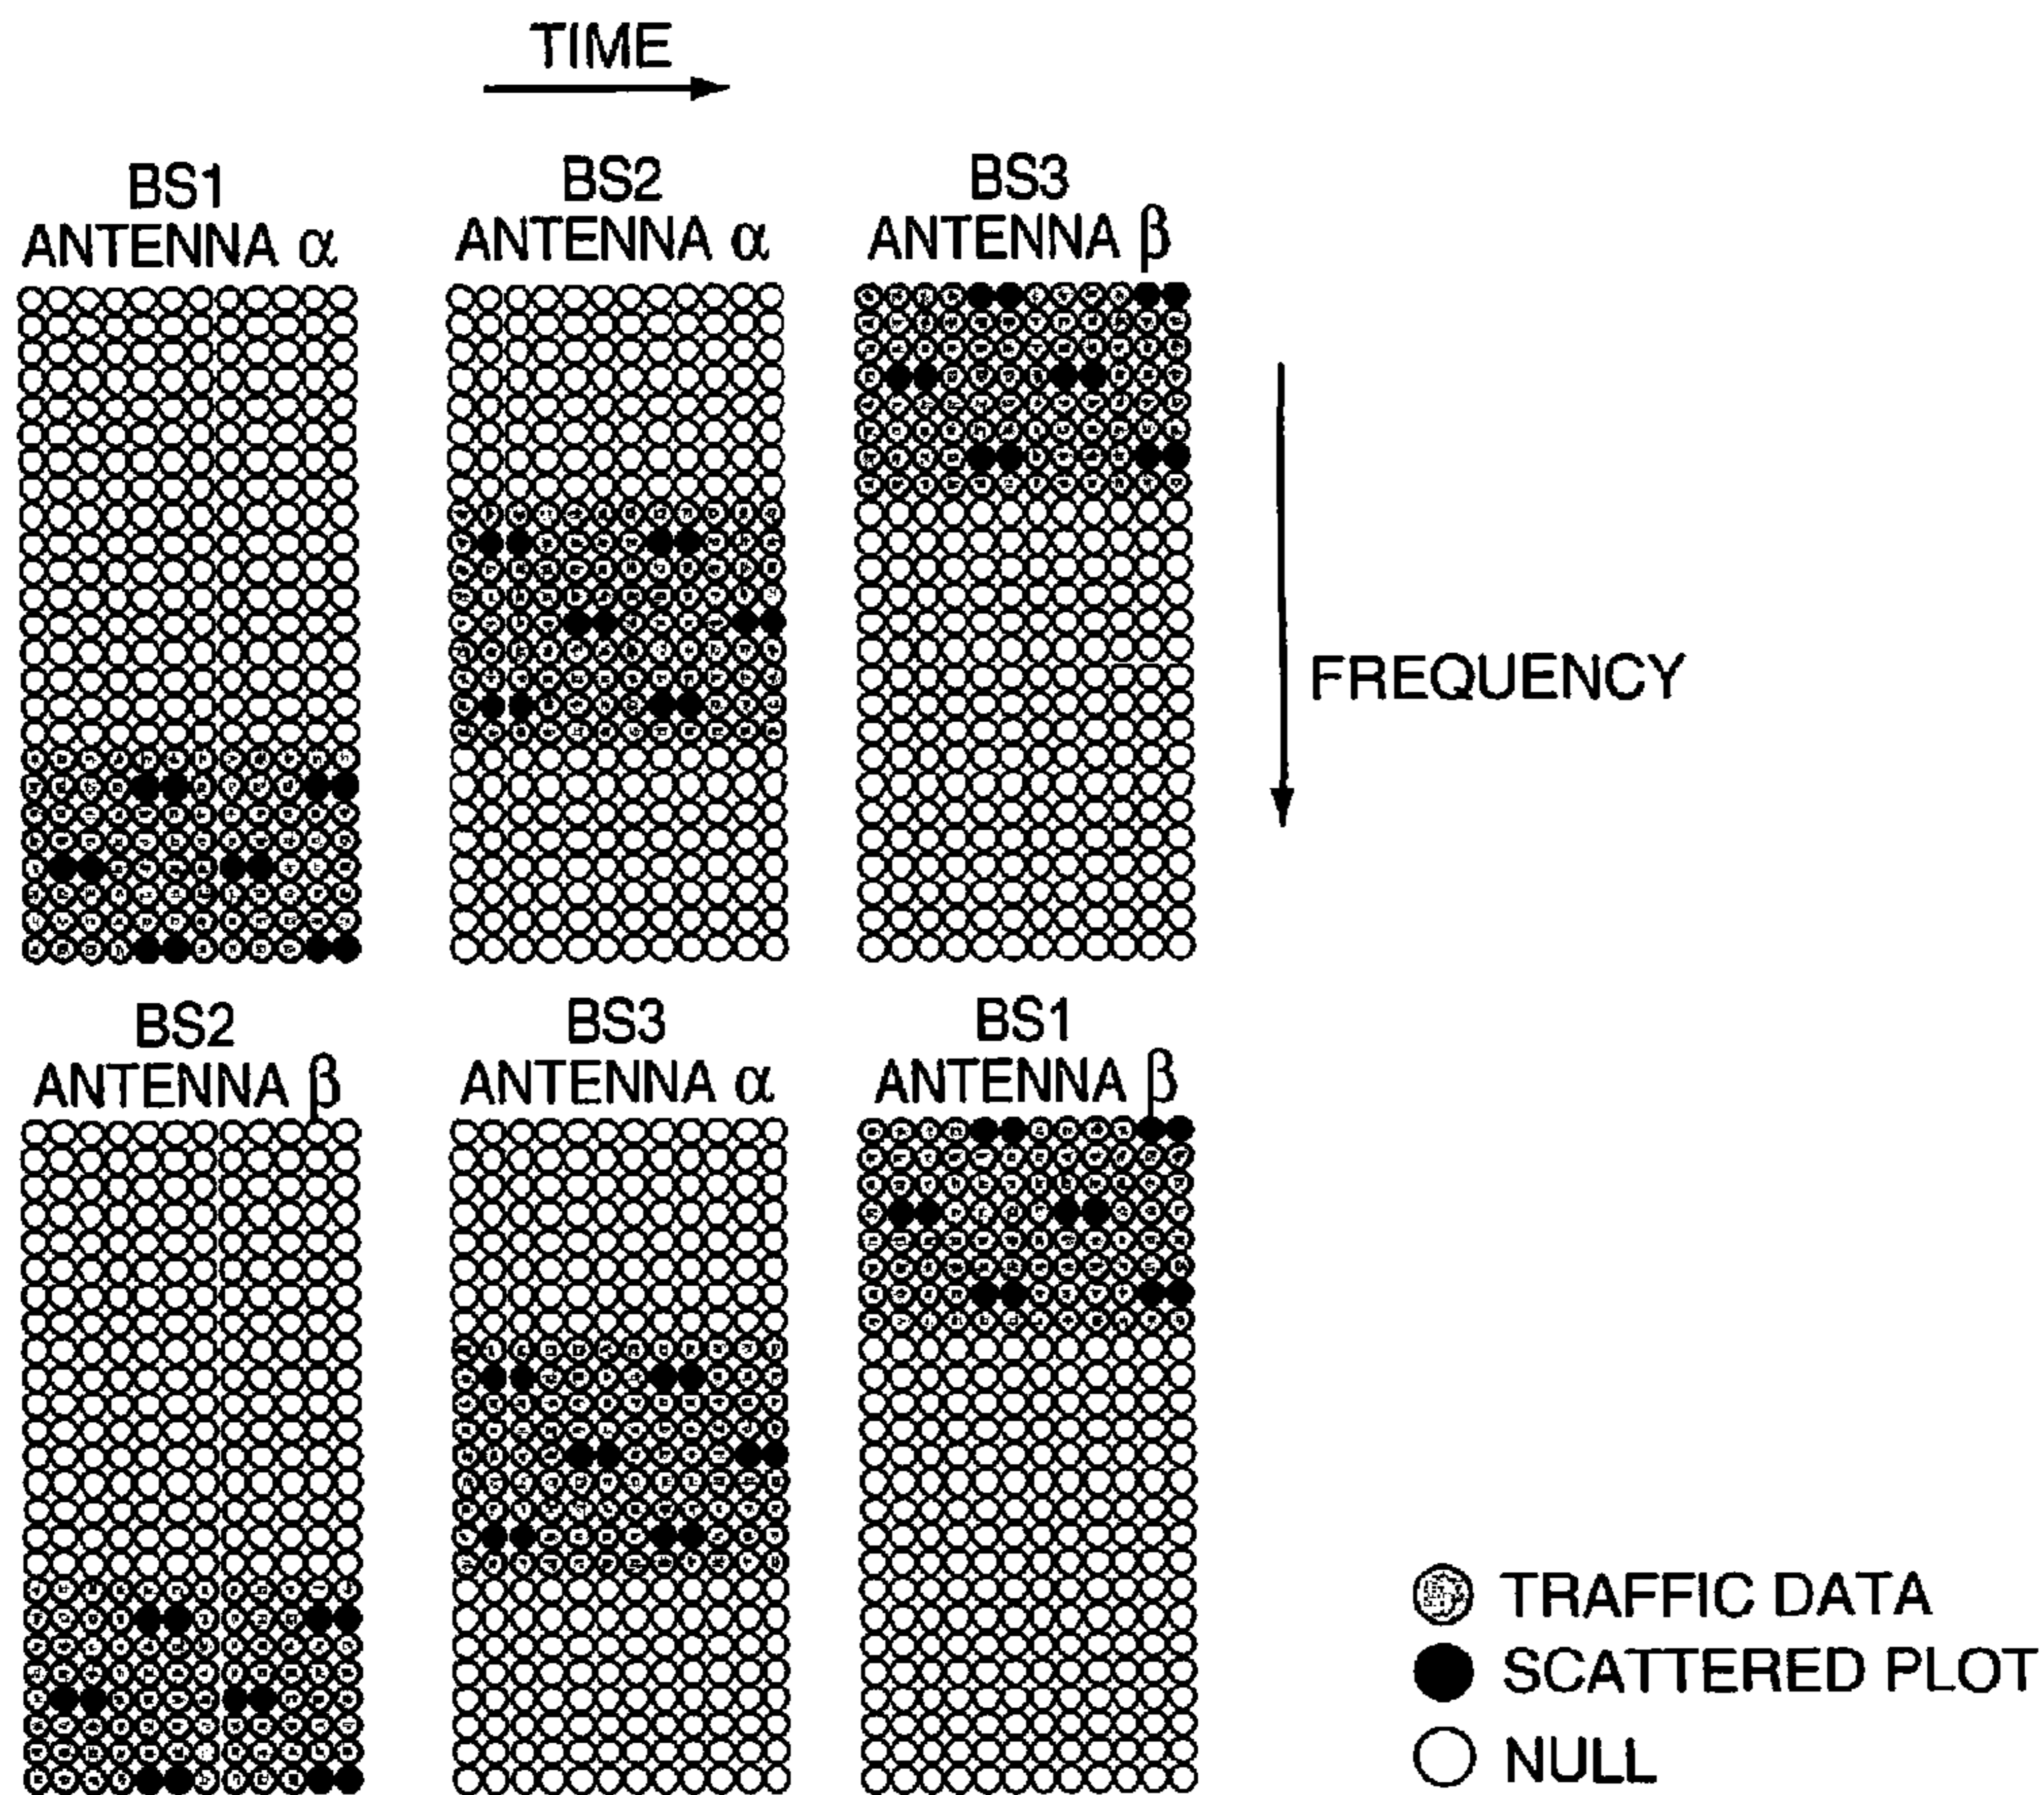 TIME
BS1
ANTENNA α
BS2
ANTENNA α
BS3
ANTENNA β
FREQUENCY
BS2
ANTENNA β
BS3
ANTENNA α
BS1
ANTENNA β
TRAFFIC DATA
SCATTERED PLOT
NULL